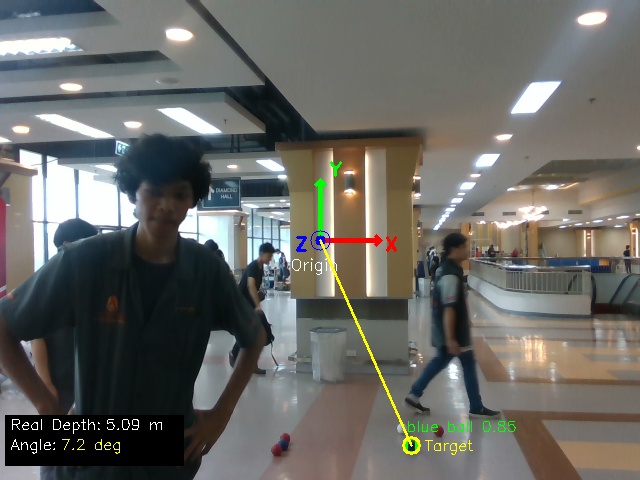 DIAMOND
HALL
Y
Z
X
Origin
blue ball 0.85
Target
Real Depth: 5.09 m
Angle: 7.2 deg